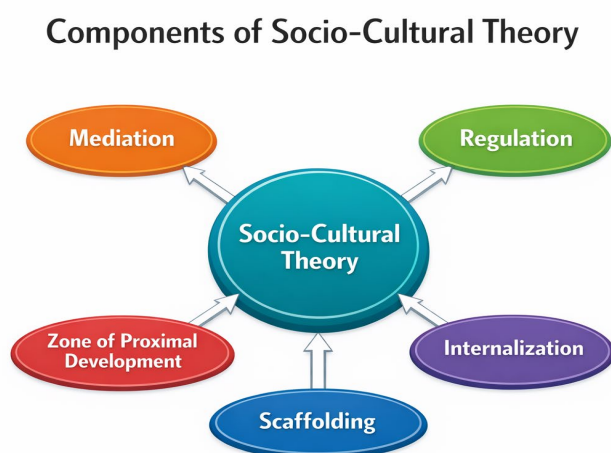 Components of Socio-Cultural Theory
Mediation
Regulation
Socio-Cultural
Theory
Zone of Proximal
Development
Internalization
Scaffolding